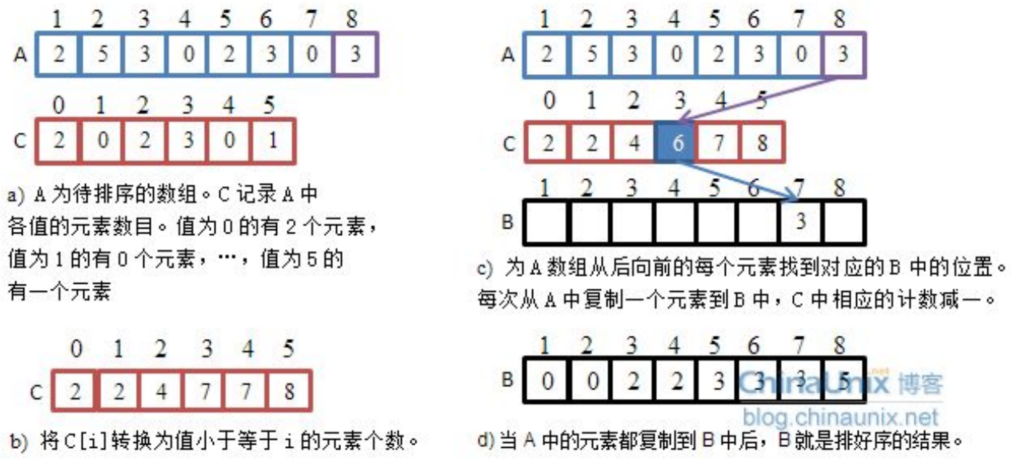 1 2 3 4 5 6 7 8
A 2 5 3 0 2 3 0 3
0 1 2 3 4 5
C 2 0 2 3 0 1
a) A 为待排序的数组。C 记录 A 中
各值的元素数目。值为 0 的有 2 个元素,
值为 1 的有 0 个元素,…,值为 5 的
有一个元素
0 1 2 3 4 5
C 2 2 4 7 7 8
b) 将 C[i]转换为值小于等于 i 的元素个数。
1 2 3 4 5 6 7 8
A 2 5 3 0 2 3 0 3
0 1 2 3 4 5
C 2 2 4 6 7 8
1 2 3 4 5 6 7 8
B 3
c) 为 A 数组从后向前的每个元素找到对应的 B 中的位置。
每次从 A 中复制一个元素到 B 中,C 中相应的计数减一。
1 2 3 4 5 6 7 8
B 0 0 2 2 3 3 3 5
ChinaUnix.net 博客
blog.chinaunix.net
d)当 A 中的元素都复制到 B 中后,B 就是排好序的结果。